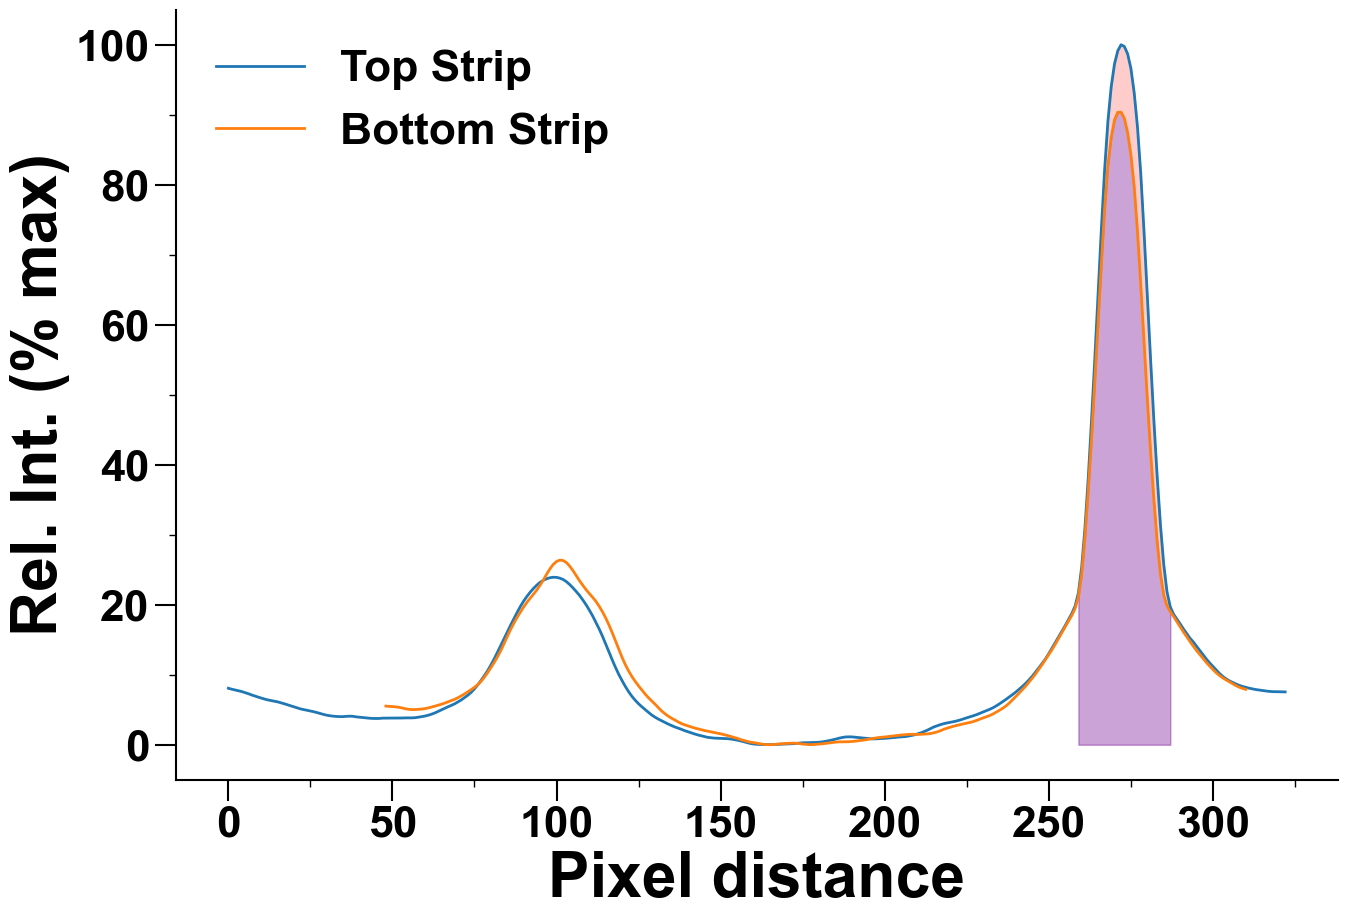 Rel. Int. (% max)
100
80
60
40
20
0
Top Strip
Bottom Strip
0 50 100 150 200 250 300
Pixel distance